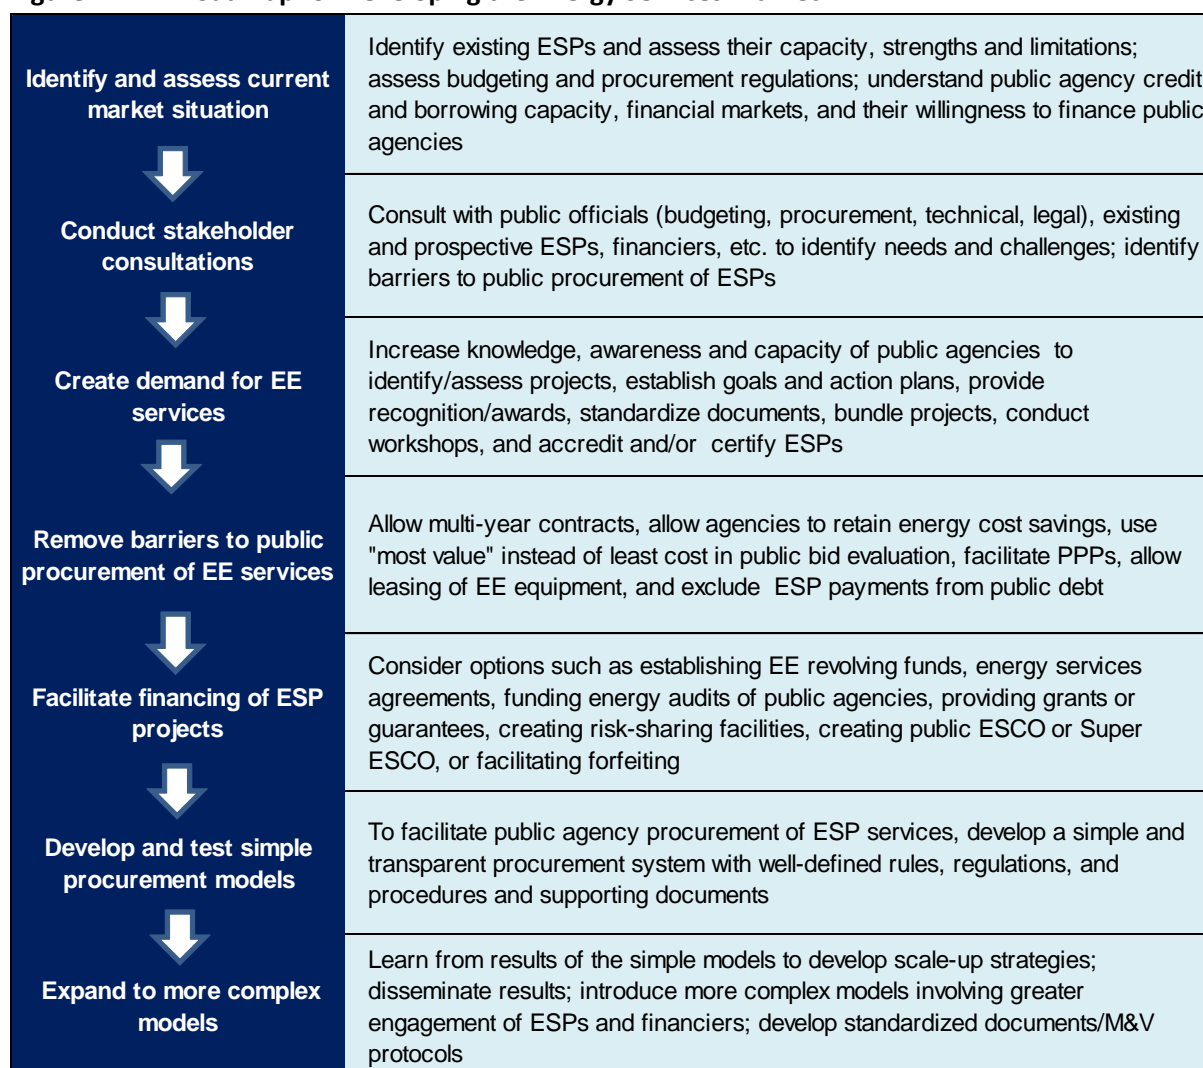 Identify and assess current
market situation
Identify existing ESPs and assess their capacity, strengths and limitations;
assess budgeting and procurement regulations; understand public agency credit
and borrowing capacity, financial markets, and their willingness to finance public
agencies
Conduct stakeholder
consultations
Consult with public officials (budgeting, procurement, technical, legal), existing
and prospective ESPs, financiers, etc. to identify needs and challenges; identify
barriers to public procurement of ESPs
Create demand for EE
services
Increase knowledge, awareness and capacity of public agencies to
identify/assess projects, establish goals and action plans, provide
recognition/awards, standardize documents, bundle projects, conduct
workshops, and accredit and/or certify ESPs
Remove barriers to public
procurement of EE services
Allow multi-year contracts, allow agencies to retain energy cost savings, use
"most value" instead of least cost in public bid evaluation, facilitate PPPs, allow
leasing of EE equipment, and exclude ESP payments from public debt
Facilitate financing of ESP
projects
Consider options such as establishing EE revolving funds, energy services
agreements, funding energy audits of public agencies, providing grants or
guarantees, creating risk-sharing facilities, creating public ESCO or Super
ESCO, or facilitating forfeiting
Develop and test simple
procurement models
To facilitate public agency procurement of ESP services, develop a simple and
transparent procurement system with well-defined rules, regulations, and
procedures and supporting documents
Expand to more complex
models
Learn from results of the simple models to develop scale-up strategies;
disseminate results; introduce more complex models involving greater
engagement of ESPs and financiers; develop standardized documents/M&V
protocols